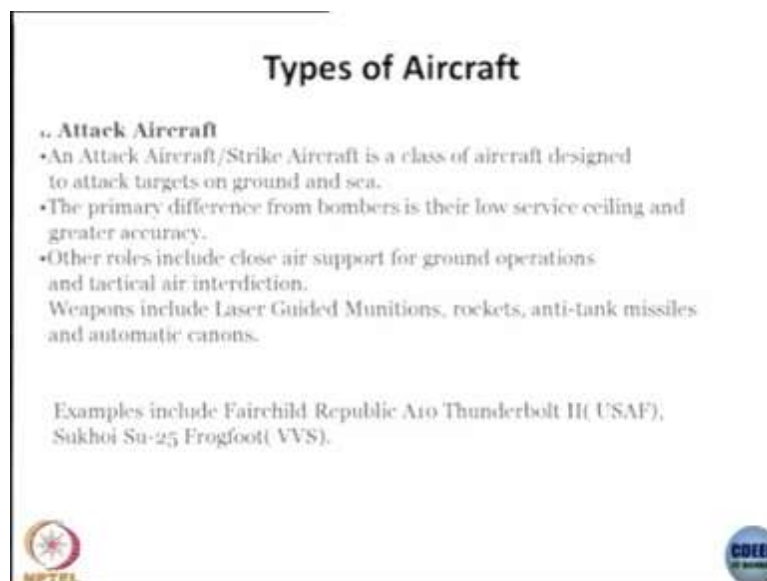 Types of Aircraft
1. Attack Aircraft
•An Attack Aircraft/Strike Aircraft is a class of aircraft designed
to attack targets on ground and sea.
•The primary difference from bombers is their low service ceiling and
greater accuracy.
•Other roles include close air support for ground operations
and tactical air interdiction.
Weapons include Laser Guided Munitions, rockets, anti-tank missiles
and automatic canons.
Examples include Fairchild Republic A10 Thunderbolt II( USAF),
Sukhoi Su-25 Frogfoot( VVS).
NPTEL
CDEEP